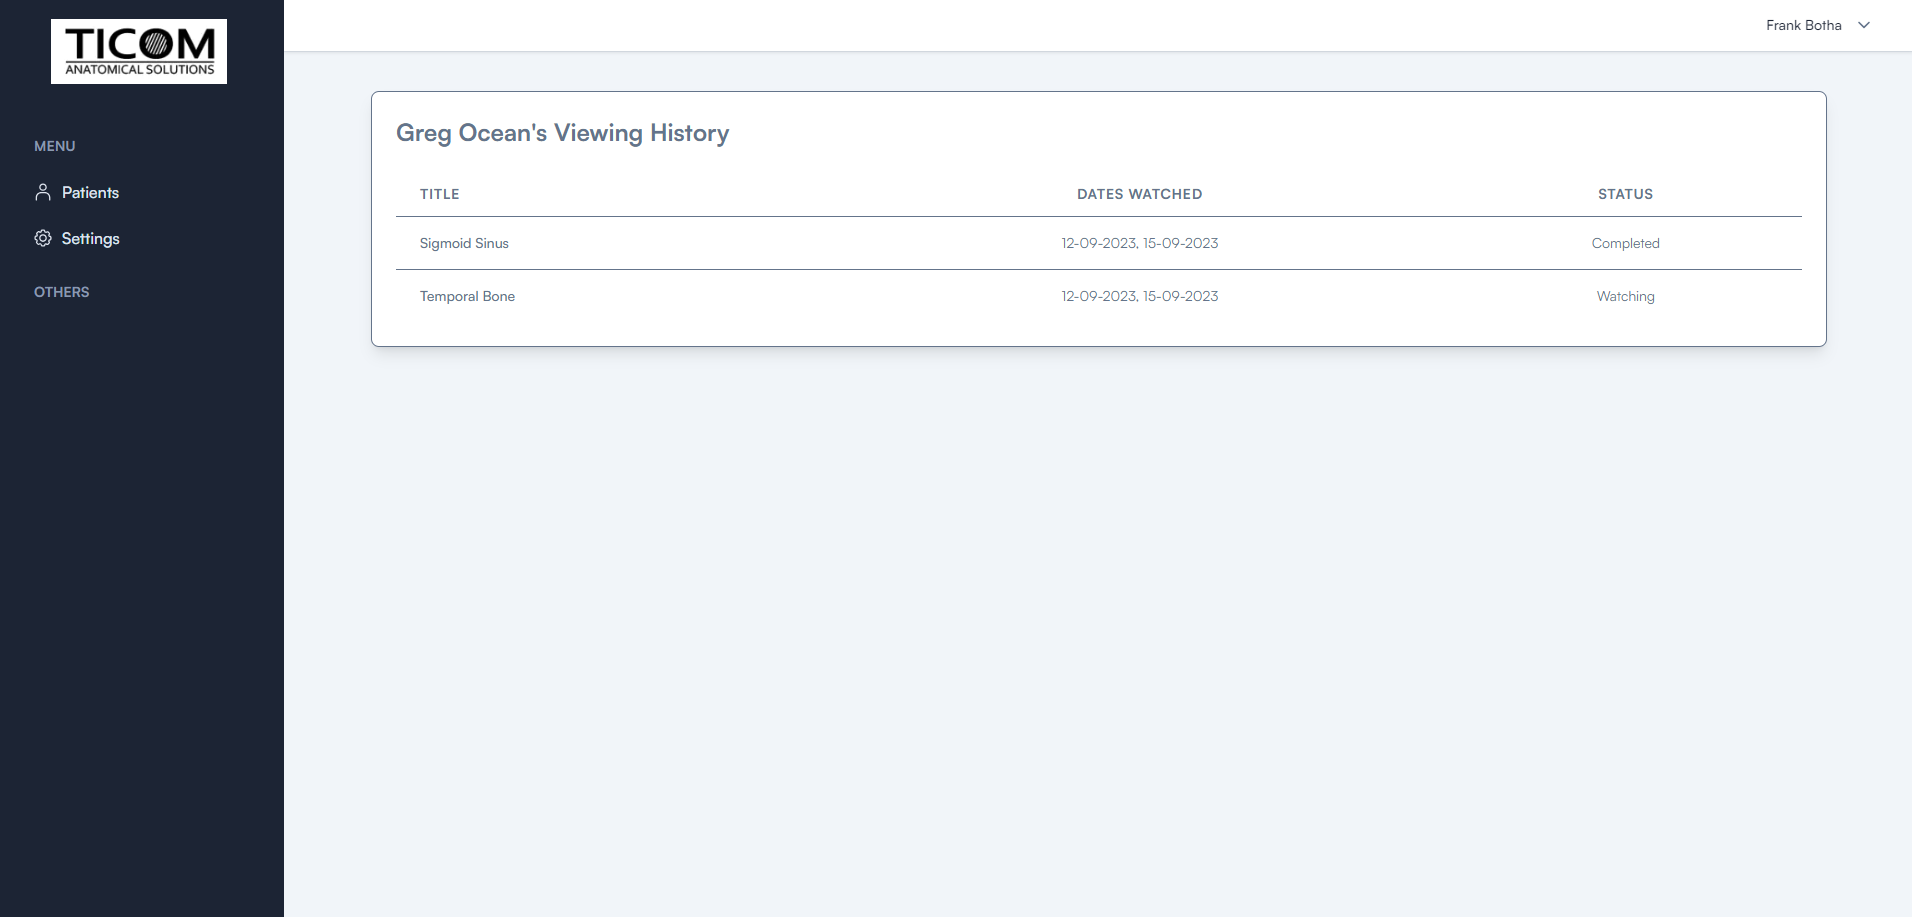 TICOM
ANATOMICAL SOLUTIONS
Frank Botha
MENU
Patients
Settings
OTHERS
Greg Ocean's Viewing History
TITLE DATES WATCHED STATUS
Sigmoid Sinus 12-09-2023, 15-09-2023 Completed
Temporal Bone 12-09-2023, 15-09-2023 Watching